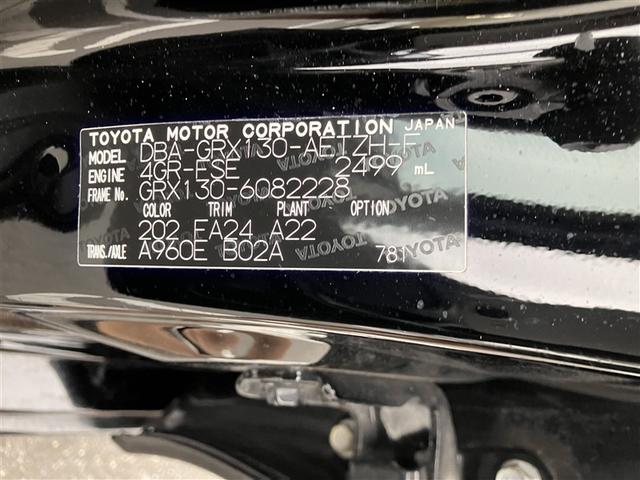 TOYOTA MOTOR CORPORATION JAPAN
MODEL DBA-GRX130-AETZH-F
ENGINE 4GR-FSE 2499 mL
FRAME No. GRX130-6082228
COLOR TRIM PLANT OPTION
202 FA24 A22
TRANS./AXLE A960E B02A 781